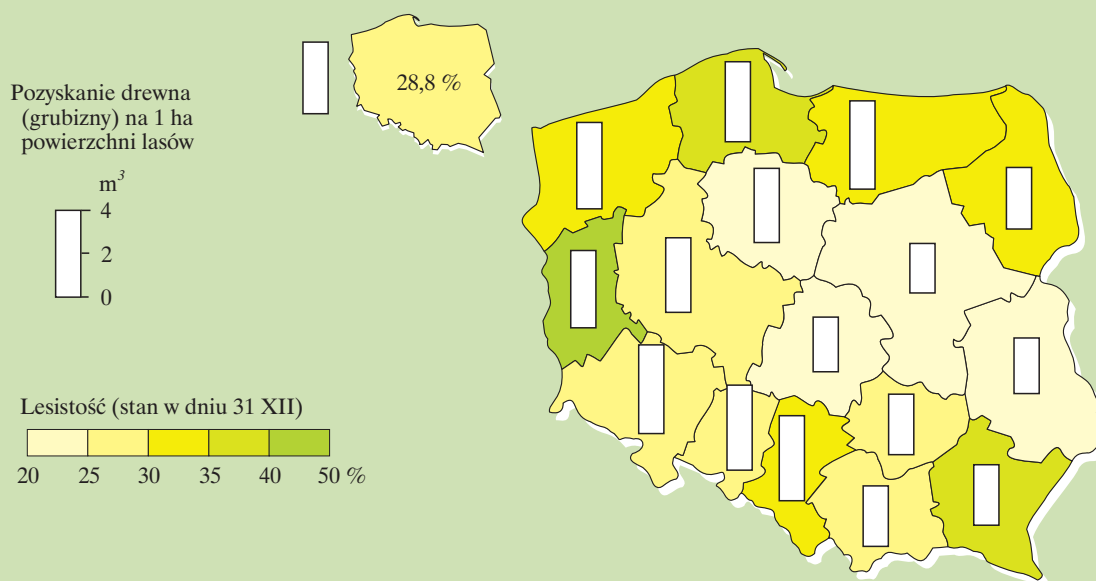 28,8 %
Pozyskanie drewna
(grubizny) na 1 ha
powierzchni lasów
m³
4
2
0
Lesistość (stan w dniu 31 XII)
20 25 30 35 40 50 %